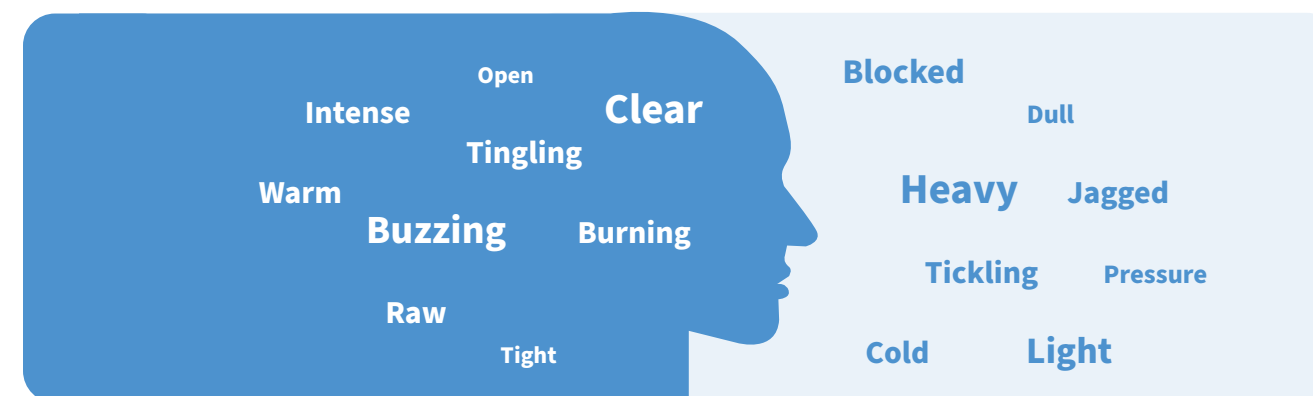 Open
Intense
Clear
Tingling
Warm
Buzzing
Burning
Raw
Tight
Blocked
Dull
Heavy
Jagged
Tickling
Pressure
Cold
Light